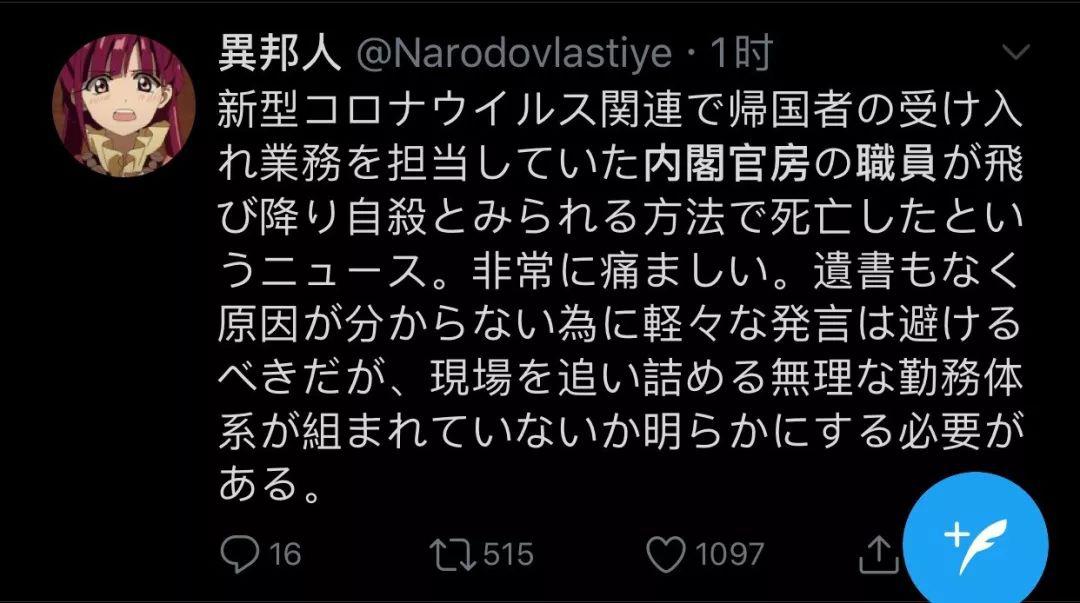 異邦人 @Narodovlastiye・1时
新型コロナウイルス関連で帰国者の受け入
れ業務を担当していた内閣官房の職員が飛
び降り自殺とみられる方法で死亡したとい
うニュース。非常に痛ましい。遺書もなく
原因が分からない為に軽々な発言は避ける
べきだが、現場を追い詰める無理な勤務体
系が組まれていないか明らかにする必要が
ある。
16 515 1097